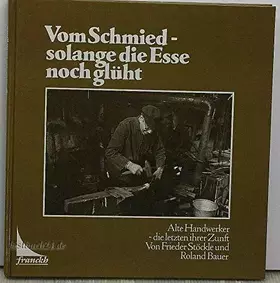 Vom Schmied -
solange die Esse
noch glüht
Alte Handwerker
- die letzten ihrer Zunft
Von Frieder Stöckle und
Roland Bauer
franckh